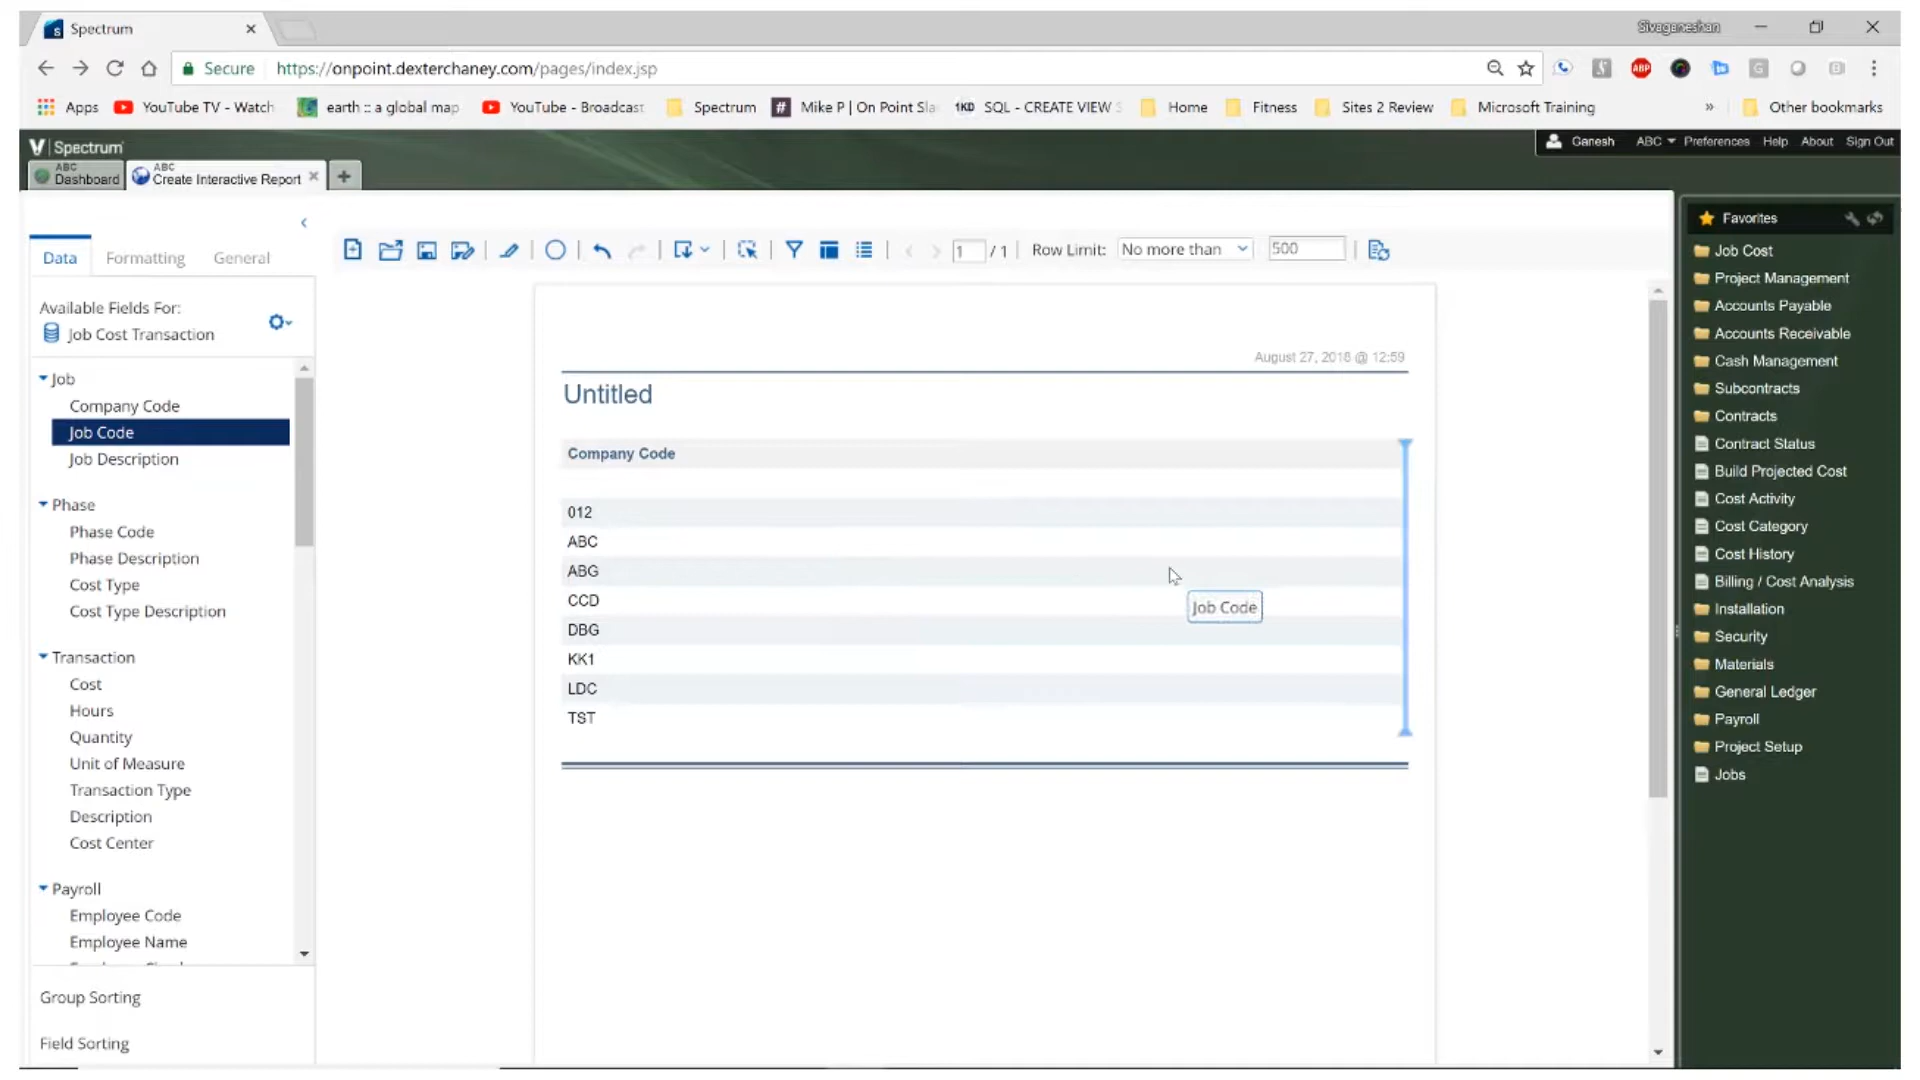 Spectrum
Sivaganeshan
Secure https://onpoint.dexterchaney.com/pages/index.jsp
ABP
G
Apps YouTube TV - Watch earth :: a global map YouTube - Broadcast Spectrum # Mike P | On Point Sla 1KD SQL - CREATE VIEW S Home Fitness Sites 2 Review Microsoft Training » Other bookmarks
Spectrum
Ganesh ABC Preferences Help About Sign Out
ABC
Dashboard
ABC
Create Interactive Report
Data Formatting General
1 / 1 Row Limit: No more than 500
Available Fields For:
Job Cost Transaction
Job
Company Code
Job Code
Job Description
Phase
Phase Code
Phase Description
Cost Type
Cost Type Description
Transaction
Cost
Hours
Quantity
Unit of Measure
Transaction Type
Description
Cost Center
Payroll
Employee Code
Employee Name
Group Sorting
Field Sorting
August 27, 2018 @ 12:59
Untitled
Company Code
012
ABC
ABG
CCD
DBG
KK1
LDC
TST
Job Code
Favorites
Job Cost
Project Management
Accounts Payable
Accounts Receivable
Cash Management
Subcontracts
Contracts
Contract Status
Build Projected Cost
Cost Activity
Cost Category
Cost History
Billing / Cost Analysis
Installation
Security
Materials
General Ledger
Payroll
Project Setup
Jobs